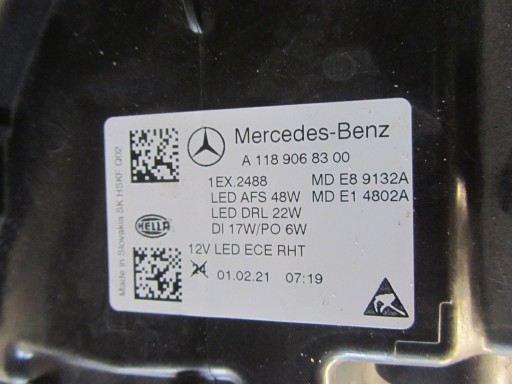 Mercedes-Benz
A 118 906 83 00
1EX.2488 MD E8 9132A
LED AFS 48W MD E1 4802A
LED DRL 22W
DI 17W/PO 6W
12V LED ECE RHT
01.02.21 07:19
HELLA
Made in Slovakia SK HSKF Q02